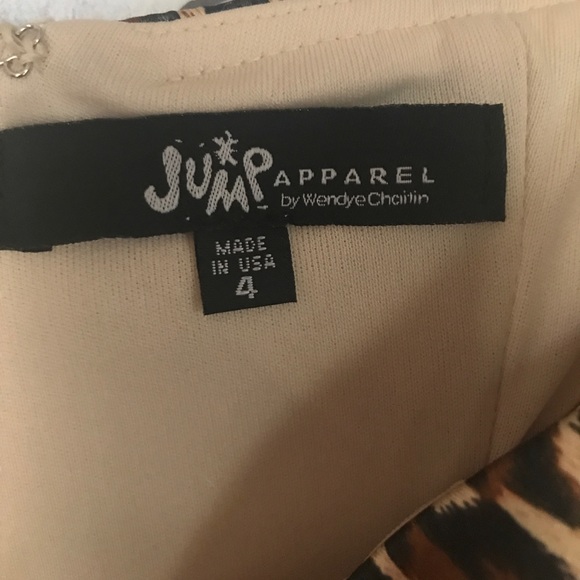 JUMP APPAREL
by Wendye Chaitin
MADE
IN USA
4